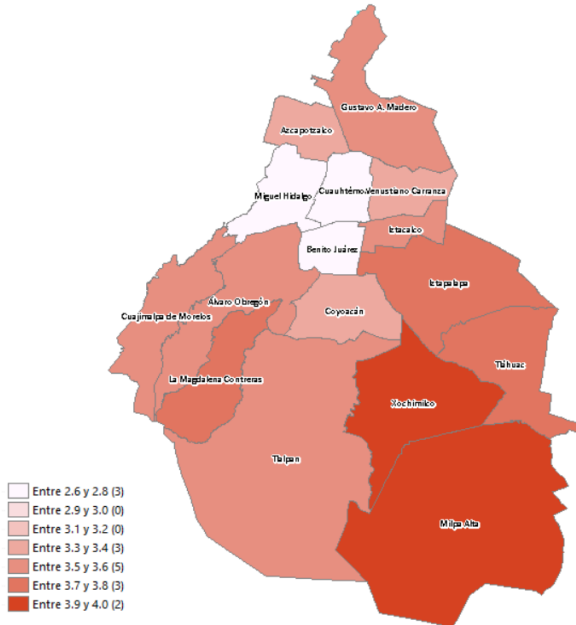 Gustavo A. Madero
Azcapotzalco
Miguel Hidalgo
Cuauhtémoc
Venustiano Carranza
Iztacalco
Benito Juárez
Iztapalapa
Álvaro Obregón
Coyoacán
Cuajimalpa de Morelos
Tláhuac
La Magdalena Contreras
Xochimilco
Tlalpan
Milpa Alta
Entre 2.6 y 2.8 (3)
Entre 2.9 y 3.0 (0)
Entre 3.1 y 3.2 (0)
Entre 3.3 y 3.4 (3)
Entre 3.5 y 3.6 (5)
Entre 3.7 y 3.8 (3)
Entre 3.9 y 4.0 (2)